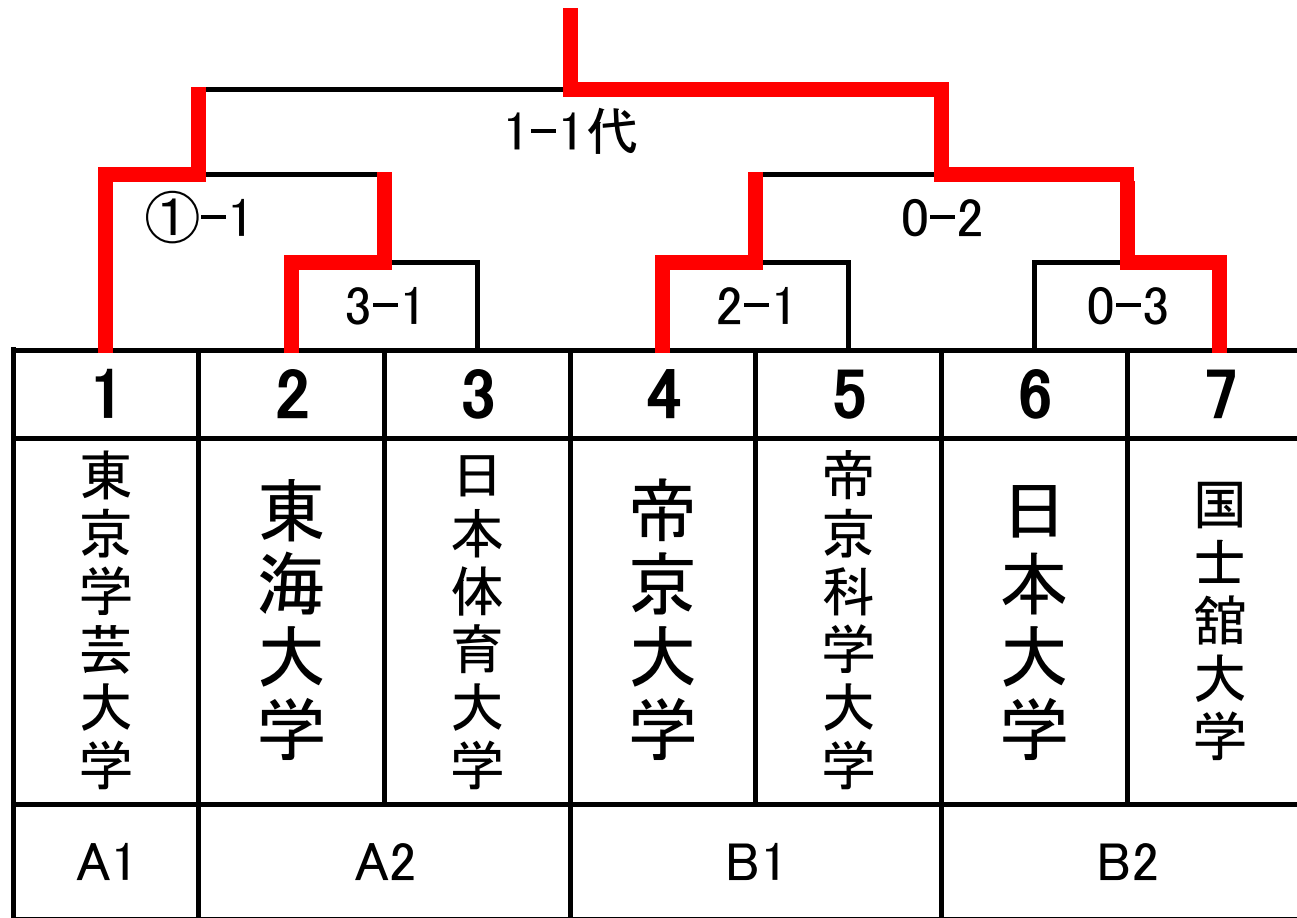 1-1代
①-1
0-2
3-1
2-1
0-3
1 2 3 4 5 6 7
東京学芸大学
東海大学
日本体育大学
帝京大学
帝京科学大学
日本大学
国士舘大学
A1 A2 B1 B2